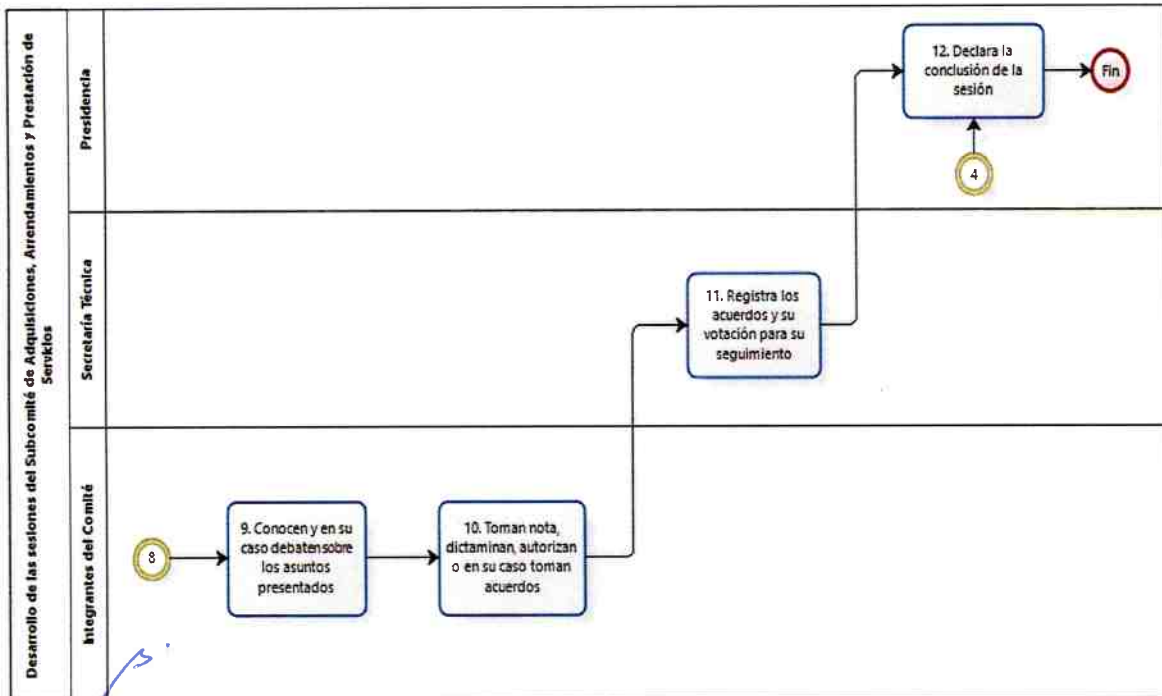 Desarrollo de las sesiones del Subcomité de Adquisiciones, Arrendamientos y Prestación de
Servicios
Presidencia
12. Declara la
conclusión de la
sesión
Fin
4
Secretaría Técnica
11. Registra los
acuerdos y su
votación para su
seguimiento
Integrantes del Comité
8
9. Conocen y en su
caso debaten sobre
los asuntos
presentados
10. Toman nota,
dictaminan, autorizan
o en su caso toman
acuerdos